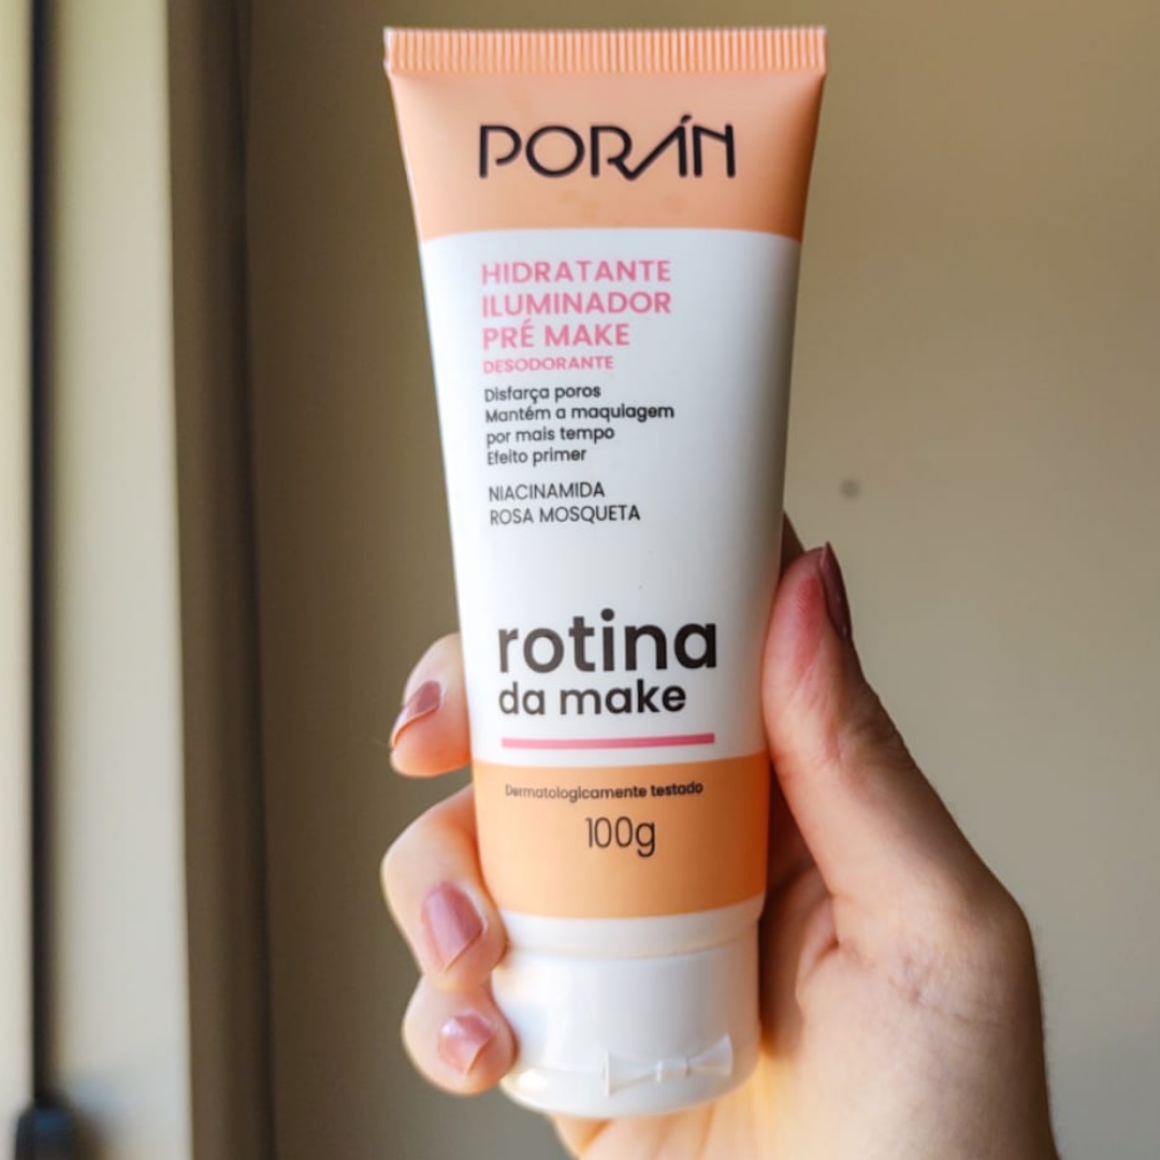 PORÁN
HIDRATANTE
ILUMINADOR
PRÉ MAKE
DESODORANTE
Disfarça poros
Mantém a maquiagem
por mais tempo
Efeito primer
NIACINAMIDA
ROSA MOSQUETA
rotina
da make
Dermatologicamente testado
100g